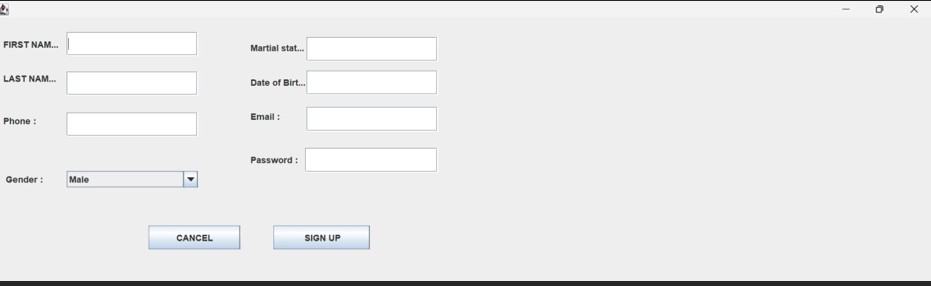 FIRST NAM...
LAST NAM...
Phone :
Gender :
Male
Martial stat...
Date of Birt...
Email :
Password :
CANCEL
SIGN UP